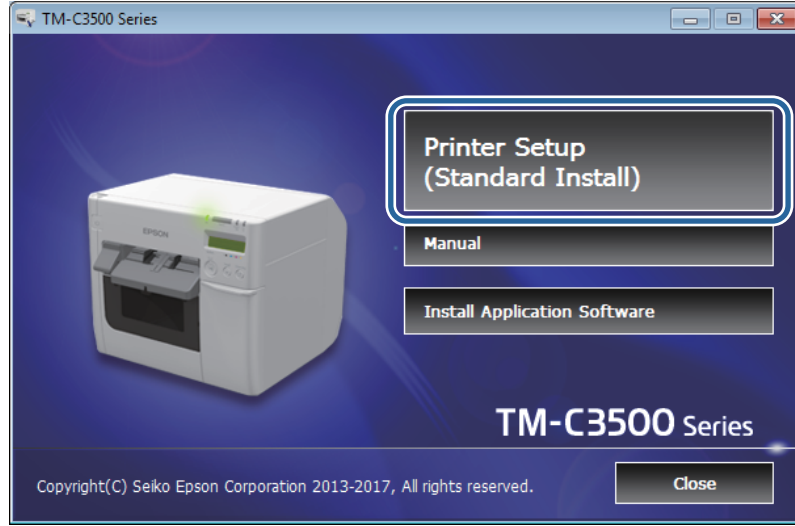 TM-C3500 Series
Printer Setup
(Standard Install)
Manual
EPSON
Install Application Software
TM-C3500 Series
Copyright(C) Seiko Epson Corporation 2013-2017, All rights reserved.
Close